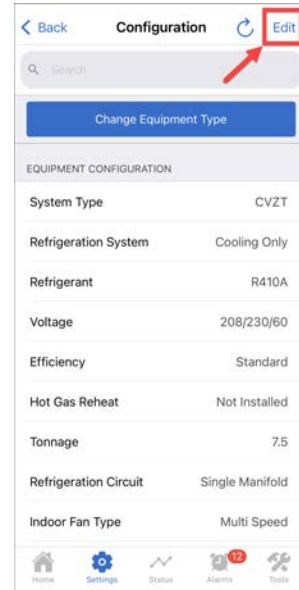 Back Configuration Edit
Search
Change Equipment Type
EQUIPMENT CONFIGURATION
System Type CVZT
Refrigeration System Cooling Only
Refrigerant R410A
Voltage 208/230/60
Efficiency Standard
Hot Gas Reheat Not Installed
Tonnage 7.5
Refrigeration Circuit Single Manifold
Indoor Fan Type Multi Speed
12
Home Settings Status Alarms Tools